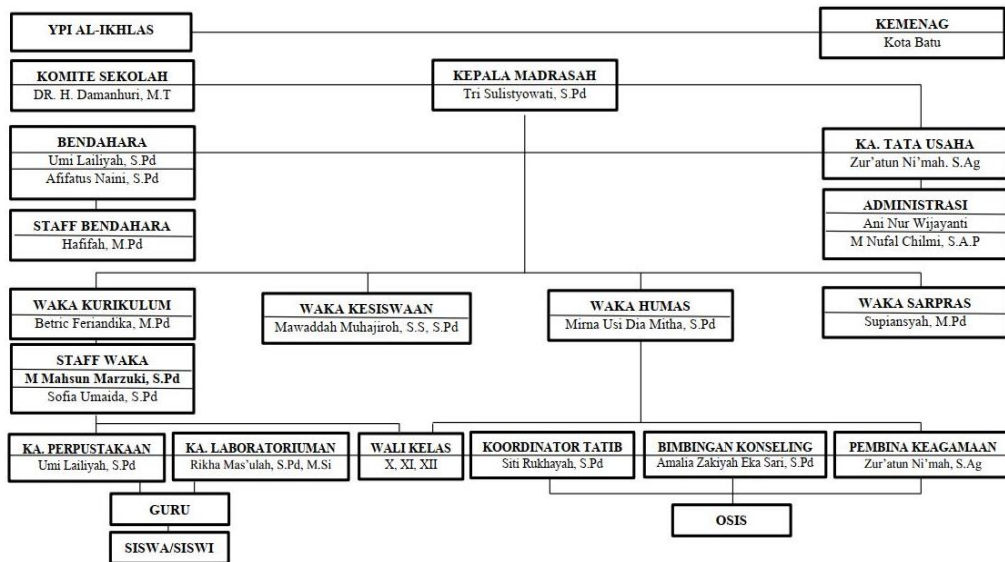 YPI AL-IKHLAS
KEMENAG
Kota Batu
KOMITE SEKOLAH
DR. H. Damanhuri, M.T
KEPALA MADRASAH
Tri Sulistyowati, S.Pd
BENDAHARA
Umi Lailiyah, S.Pd
Afifatus Naini, S.Pd
KA. TATA USAHA
Zur'atun Ni'mah. S.Ag
STAFF BENDAHARA
Hafifah, M.Pd
ADMINISTRASI
Ani Nur Wijayanti
M Nufal Chilmi, S.A.P
WAKA KURIKULUM
Betric Feriandika, M.Pd
WAKA KESISWAAN
Mawaddah Muhajiroh, S.S, S.Pd
WAKA HUMAS
Mirna Usi Dia Mitha, S.Pd
WAKA SARPRAS
Supiansyah, M.Pd
STAFF WAKA
M Mahsun Marzuki, S.Pd
Sofia Umaida, S.Pd
KA. PERPUSTAKAAN
Umi Lailiyah, S.Pd
KA. LABORATORIUMAN
Rikha Mas'ulah, S.Pd, M.Si
WALI KELAS
X, XI, XII
KOORDINATOR TATIB
Siti Rukhayah, S.Pd
BIMBINGAN KONSELING
Amalia Zakiyah Eka Sari, S.Pd
PEMBINA KEAGAMAAN
Zur'atun Ni'mah, S.Ag
GURU
OSIS
SISWA/SISWI